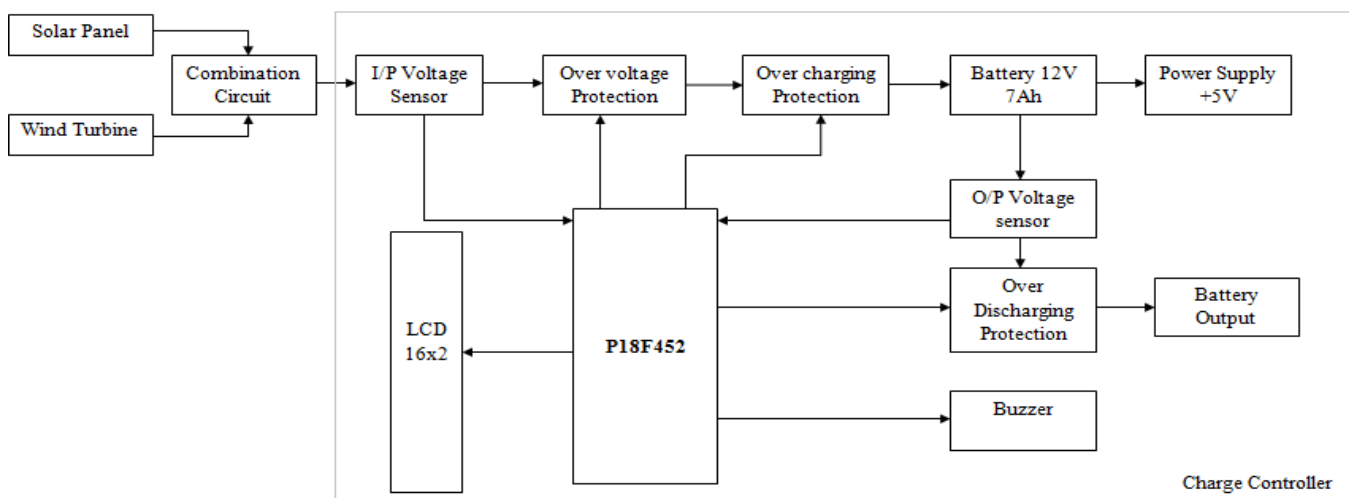 Solar Panel
Combination
Circuit
Wind Turbine
I/P Voltage
Sensor
Over voltage
Protection
Over charging
Protection
Battery 12V
7Ah
Power Supply
+5V
O/P Voltage
sensor
Over
Discharging
Protection
Battery
Output
LCD
16x2
P18F452
Buzzer
Charge Controller